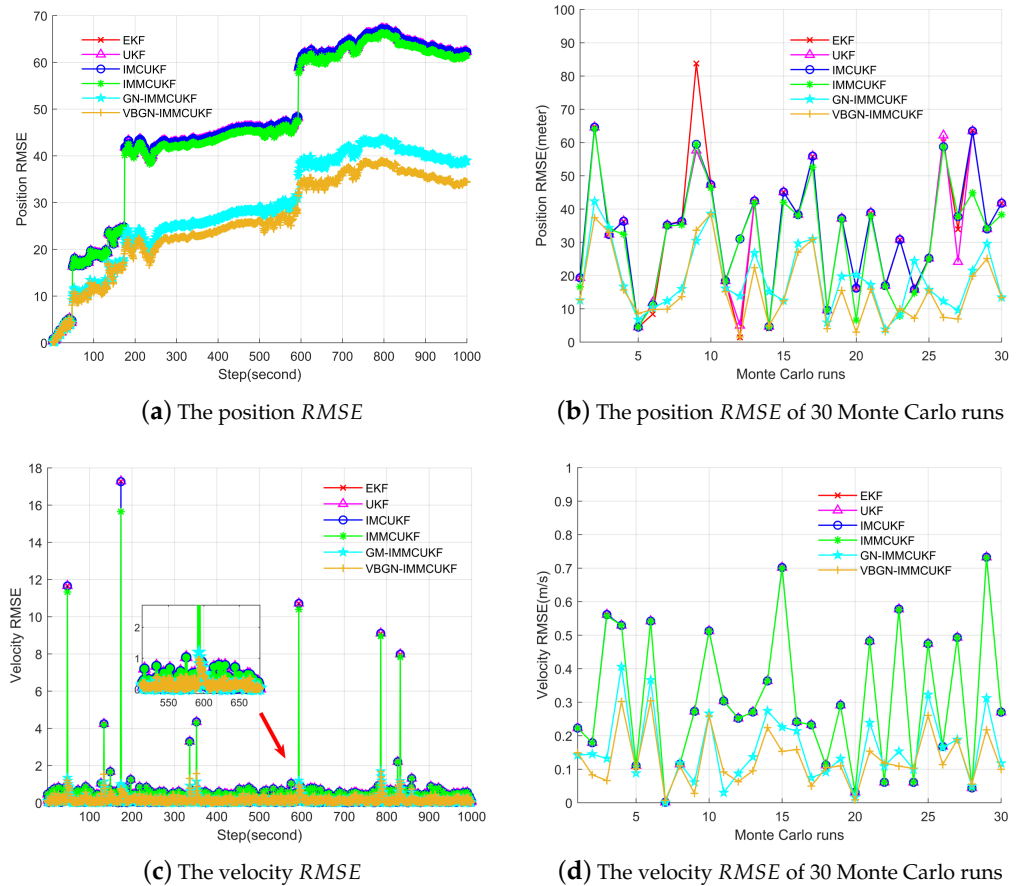 70
60
50
40
30
20
10
0
Position RMSE
EKF
UKF
IMCUKF
IMMCUKF
GN-IMMCUKF
VBGN-IMMCUKF
100 200 300 400 500 600 700 800 900 1000
Step(second)
(a) The position RMSE
100
90
80
70
60
50
40
30
20
10
0
Position RMSE(meter)
EKF
UKF
IMCUKF
IMMCUKF
GN-IMMCUKF
VBGN-IMMCUKF
5 10 15 20 25 30
Monte Carlo runs
(b) The position RMSE of 30 Monte Carlo runs
18
16
14
12
10
8
6
4
2
0
Velocity RMSE
EKF
UKF
IMCUKF
IMMCUKF
GM-IMMCUKF
VBGN-IMMCUKF
2
1
0
550 600 650
100 200 300 400 500 600 700 800 900 1000
Step(second)
(c) The velocity RMSE
1
0.9
0.8
0.7
0.6
0.5
0.4
0.3
0.2
0.1
0
Velocity RMSE(m/s)
EKF
UKF
IMCUKF
IMMCUKF
GN-IMMCUKF
VBGN-IMMCUKF
5 10 15 20 25 30
Monte Carlo runs
(d) The velocity RMSE of 30 Monte Carlo runs